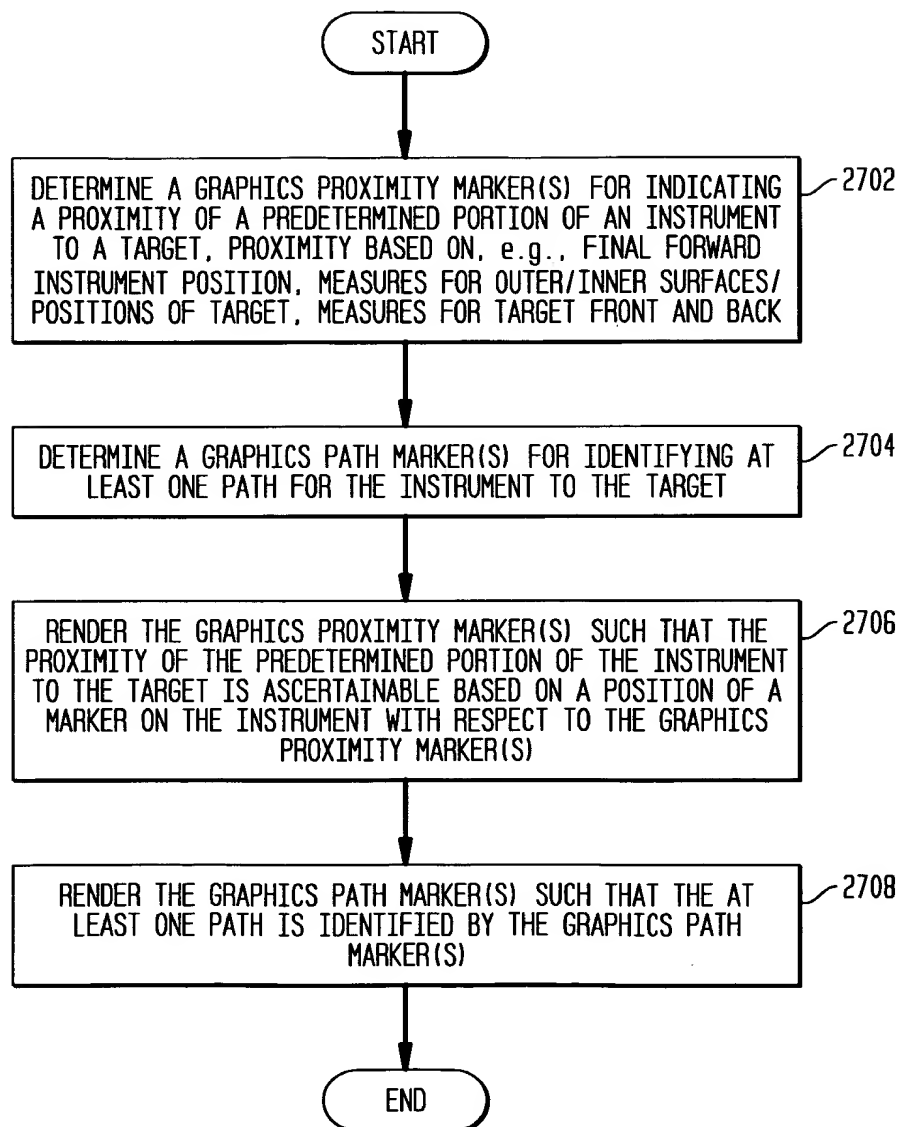 START
DETERMINE A GRAPHICS PROXIMITY MARKER(S) FOR INDICATING
A PROXIMITY OF A PREDETERMINED PORTION OF AN INSTRUMENT
TO A TARGET, PROXIMITY BASED ON, e.g., FINAL FORWARD
INSTRUMENT POSITION, MEASURES FOR OUTER/INNER SURFACES/
POSITIONS OF TARGET, MEASURES FOR TARGET FRONT AND BACK
2702
DETERMINE A GRAPHICS PATH MARKER(S) FOR IDENTIFYING AT
LEAST ONE PATH FOR THE INSTRUMENT TO THE TARGET
2704
RENDER THE GRAPHICS PROXIMITY MARKER(S) SUCH THAT THE
PROXIMITY OF THE PREDETERMINED PORTION OF THE INSTRUMENT
TO THE TARGET IS ASCERTAINABLE BASED ON A POSITION OF A
MARKER ON THE INSTRUMENT WITH RESPECT TO THE GRAPHICS
PROXIMITY MARKER(S)
2706
RENDER THE GRAPHICS PATH MARKER(S) SUCH THAT THE AT
LEAST ONE PATH IS IDENTIFIED BY THE GRAPHICS PATH
MARKER(S)
2708
END